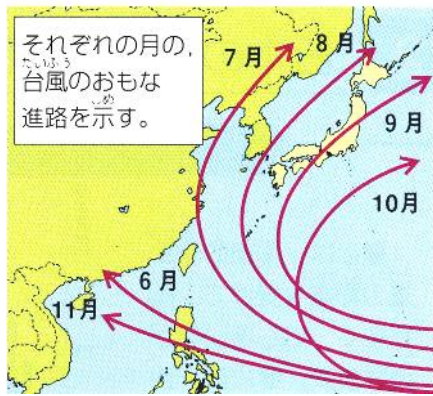 それぞれの月の,
たいふう
台風のおもな
しめ
進路を示す。
7月
8月
9月
10月
6月
11月